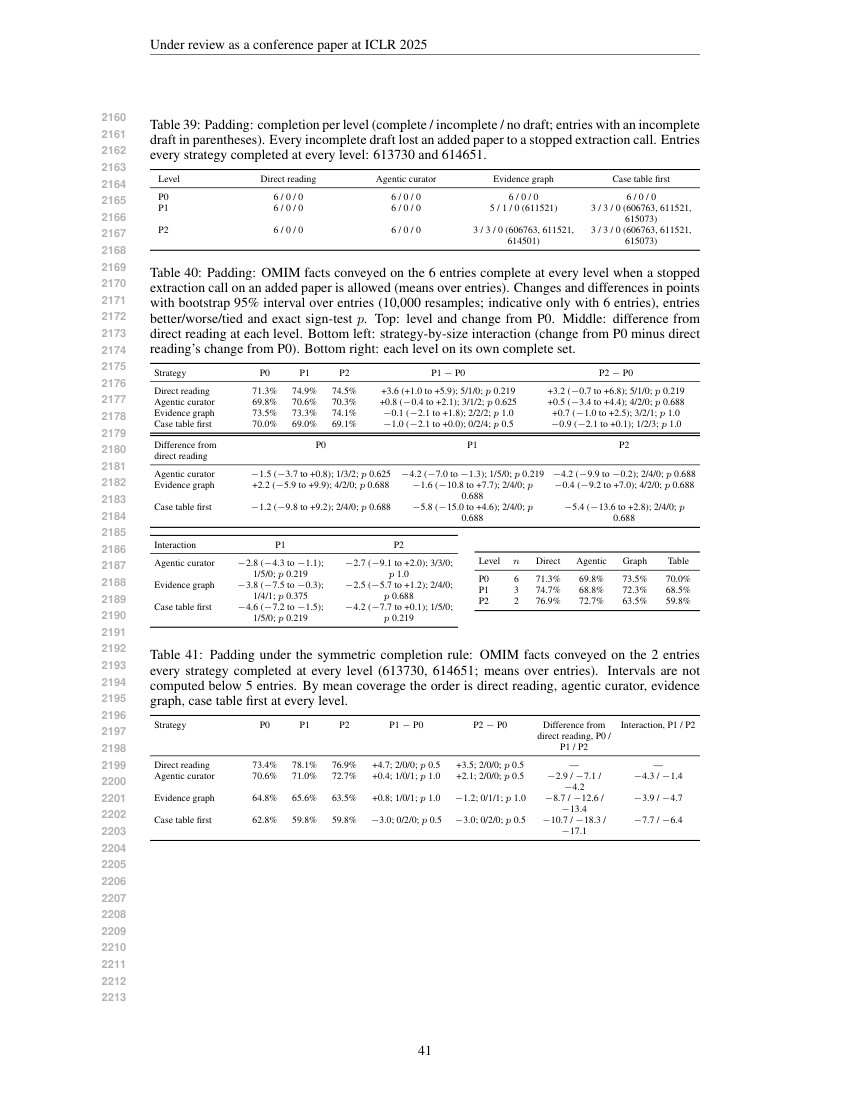 Under review as a conference paper at ICLR 2025
2160
2161
2162
2163
2164
2165
2166
2167
2168
2169
2170
2171
2172
2173
2174
2175
2176
2177
2178
2179
2180
2181
2182
2183
2184
2185
2186
2187
2188
2189
2190
2191
2192
2193
2194
2195
2196
2197
2198
2199
2200
2201
2202
2203
2204
2205
2206
2207
2208
2209
2210
2211
2212
2213
Table 39: Padding: completion per level (complete / incomplete / no draft; entries with an incomplete
draft in parentheses). Every incomplete draft lost an added paper to a stopped extraction call. Entries
every strategy completed at every level: 613730 and 614651.
Level Direct reading Agentic curator Evidence graph Case table first
P0 6 / 0 / 0 6 / 0 / 0 6 / 0 / 0 6 / 0 / 0
P1 6 / 0 / 0 6 / 0 / 0 5 / 1 / 0 (611521) 3 / 3 / 0 (606763, 611521,
615073)
P2 6 / 0 / 0 6 / 0 / 0 3 / 3 / 0 (606763, 611521, 3 / 3 / 0 (606763, 611521,
614501) 615073)
Table 40: Padding: OMIM facts conveyed on the 6 entries complete at every level when a stopped
extraction call on an added paper is allowed (means over entries). Changes and differences in points
with bootstrap 95% interval over entries (10,000 resamples; indicative only with 6 entries), entries
better/worse/tied and exact sign-test p. Top: level and change from P0. Middle: difference from
direct reading at each level. Bottom left: strategy-by-size interaction (change from P0 minus direct
reading's change from P0). Bottom right: each level on its own complete set.
Strategy P0 P1 P2 P1 − P0 P2 − P0
Direct reading 71.3% 74.9% 74.5% +3.6 (+1.0 to +5.9); 5/1/0; p 0.219 +3.2 (−0.7 to +6.8); 5/1/0; p 0.219
Agentic curator 69.8% 70.6% 70.3% +0.8 (−0.4 to +2.1); 3/1/2; p 0.625 +0.5 (−3.4 to +4.4); 4/2/0; p 0.688
Evidence graph 73.5% 73.3% 74.1% −0.1 (−2.1 to +1.8); 2/2/2; p 1.0 +0.7 (−1.0 to +2.5); 3/2/1; p 1.0
Case table first 70.0% 69.0% 69.1% −1.0 (−2.1 to +0.0); 0/2/4; p 0.5 −0.9 (−2.1 to +0.1); 1/2/3; p 1.0
Difference from P0 P1 P2
direct reading
Agentic curator −1.5 (−3.7 to +0.8); 1/3/2; p 0.625 −4.2 (−7.0 to −1.3); 1/5/0; p 0.219 −4.2 (−9.9 to −0.2); 2/4/0; p 0.688
Evidence graph +2.2 (−5.9 to +9.9); 4/2/0; p 0.688 −1.6 (−10.8 to +7.7); 2/4/0; p −0.4 (−9.2 to +7.0); 4/2/0; p 0.688
0.688
Case table first −1.2 (−9.8 to +9.2); 2/4/0; p 0.688 −5.8 (−15.0 to +4.6); 2/4/0; p −5.4 (−13.6 to +2.8); 2/4/0; p
0.688 0.688
Interaction P1 P2
Agentic curator −2.8 (−4.3 to −1.1); −2.7 (−9.1 to +2.0); 3/3/0;
1/5/0; p 0.219 p 1.0
Evidence graph −3.8 (−7.5 to −0.3); −2.5 (−5.7 to +1.2); 2/4/0;
1/4/1; p 0.375 p 0.688
Case table first −4.6 (−7.2 to −1.5); −4.2 (−7.7 to +0.1); 1/5/0;
1/5/0; p 0.219 p 0.219
Level n Direct Agentic Graph Table
P0 6 71.3% 69.8% 73.5% 70.0%
P1 3 74.7% 68.8% 72.3% 68.5%
P2 2 76.9% 72.7% 63.5% 59.8%
Table 41: Padding under the symmetric completion rule: OMIM facts conveyed on the 2 entries
every strategy completed at every level (613730, 614651; means over entries). Intervals are not
computed below 5 entries. By mean coverage the order is direct reading, agentic curator, evidence
graph, case table first at every level.
Strategy P0 P1 P2 P1 − P0 P2 − P0 Difference from Interaction, P1 / P2
direct reading, P0 /
P1 / P2
Direct reading 73.4% 78.1% 76.9% +4.7; 2/0/0; p 0.5 +3.5; 2/0/0; p 0.5 — —
Agentic curator 70.6% 71.0% 72.7% +0.4; 1/0/1; p 1.0 +2.1; 2/0/0; p 0.5 −2.9 / −7.1 / −4.3 / −1.4
−4.2
Evidence graph 64.8% 65.6% 63.5% +0.8; 1/0/1; p 1.0 −1.2; 0/1/1; p 1.0 −8.7 / −12.6 / −3.9 / −4.7
−13.4
Case table first 62.8% 59.8% 59.8% −3.0; 0/2/0; p 0.5 −3.0; 0/2/0; p 0.5 −10.7 / −18.3 / −7.7 / −6.4
−17.1
41